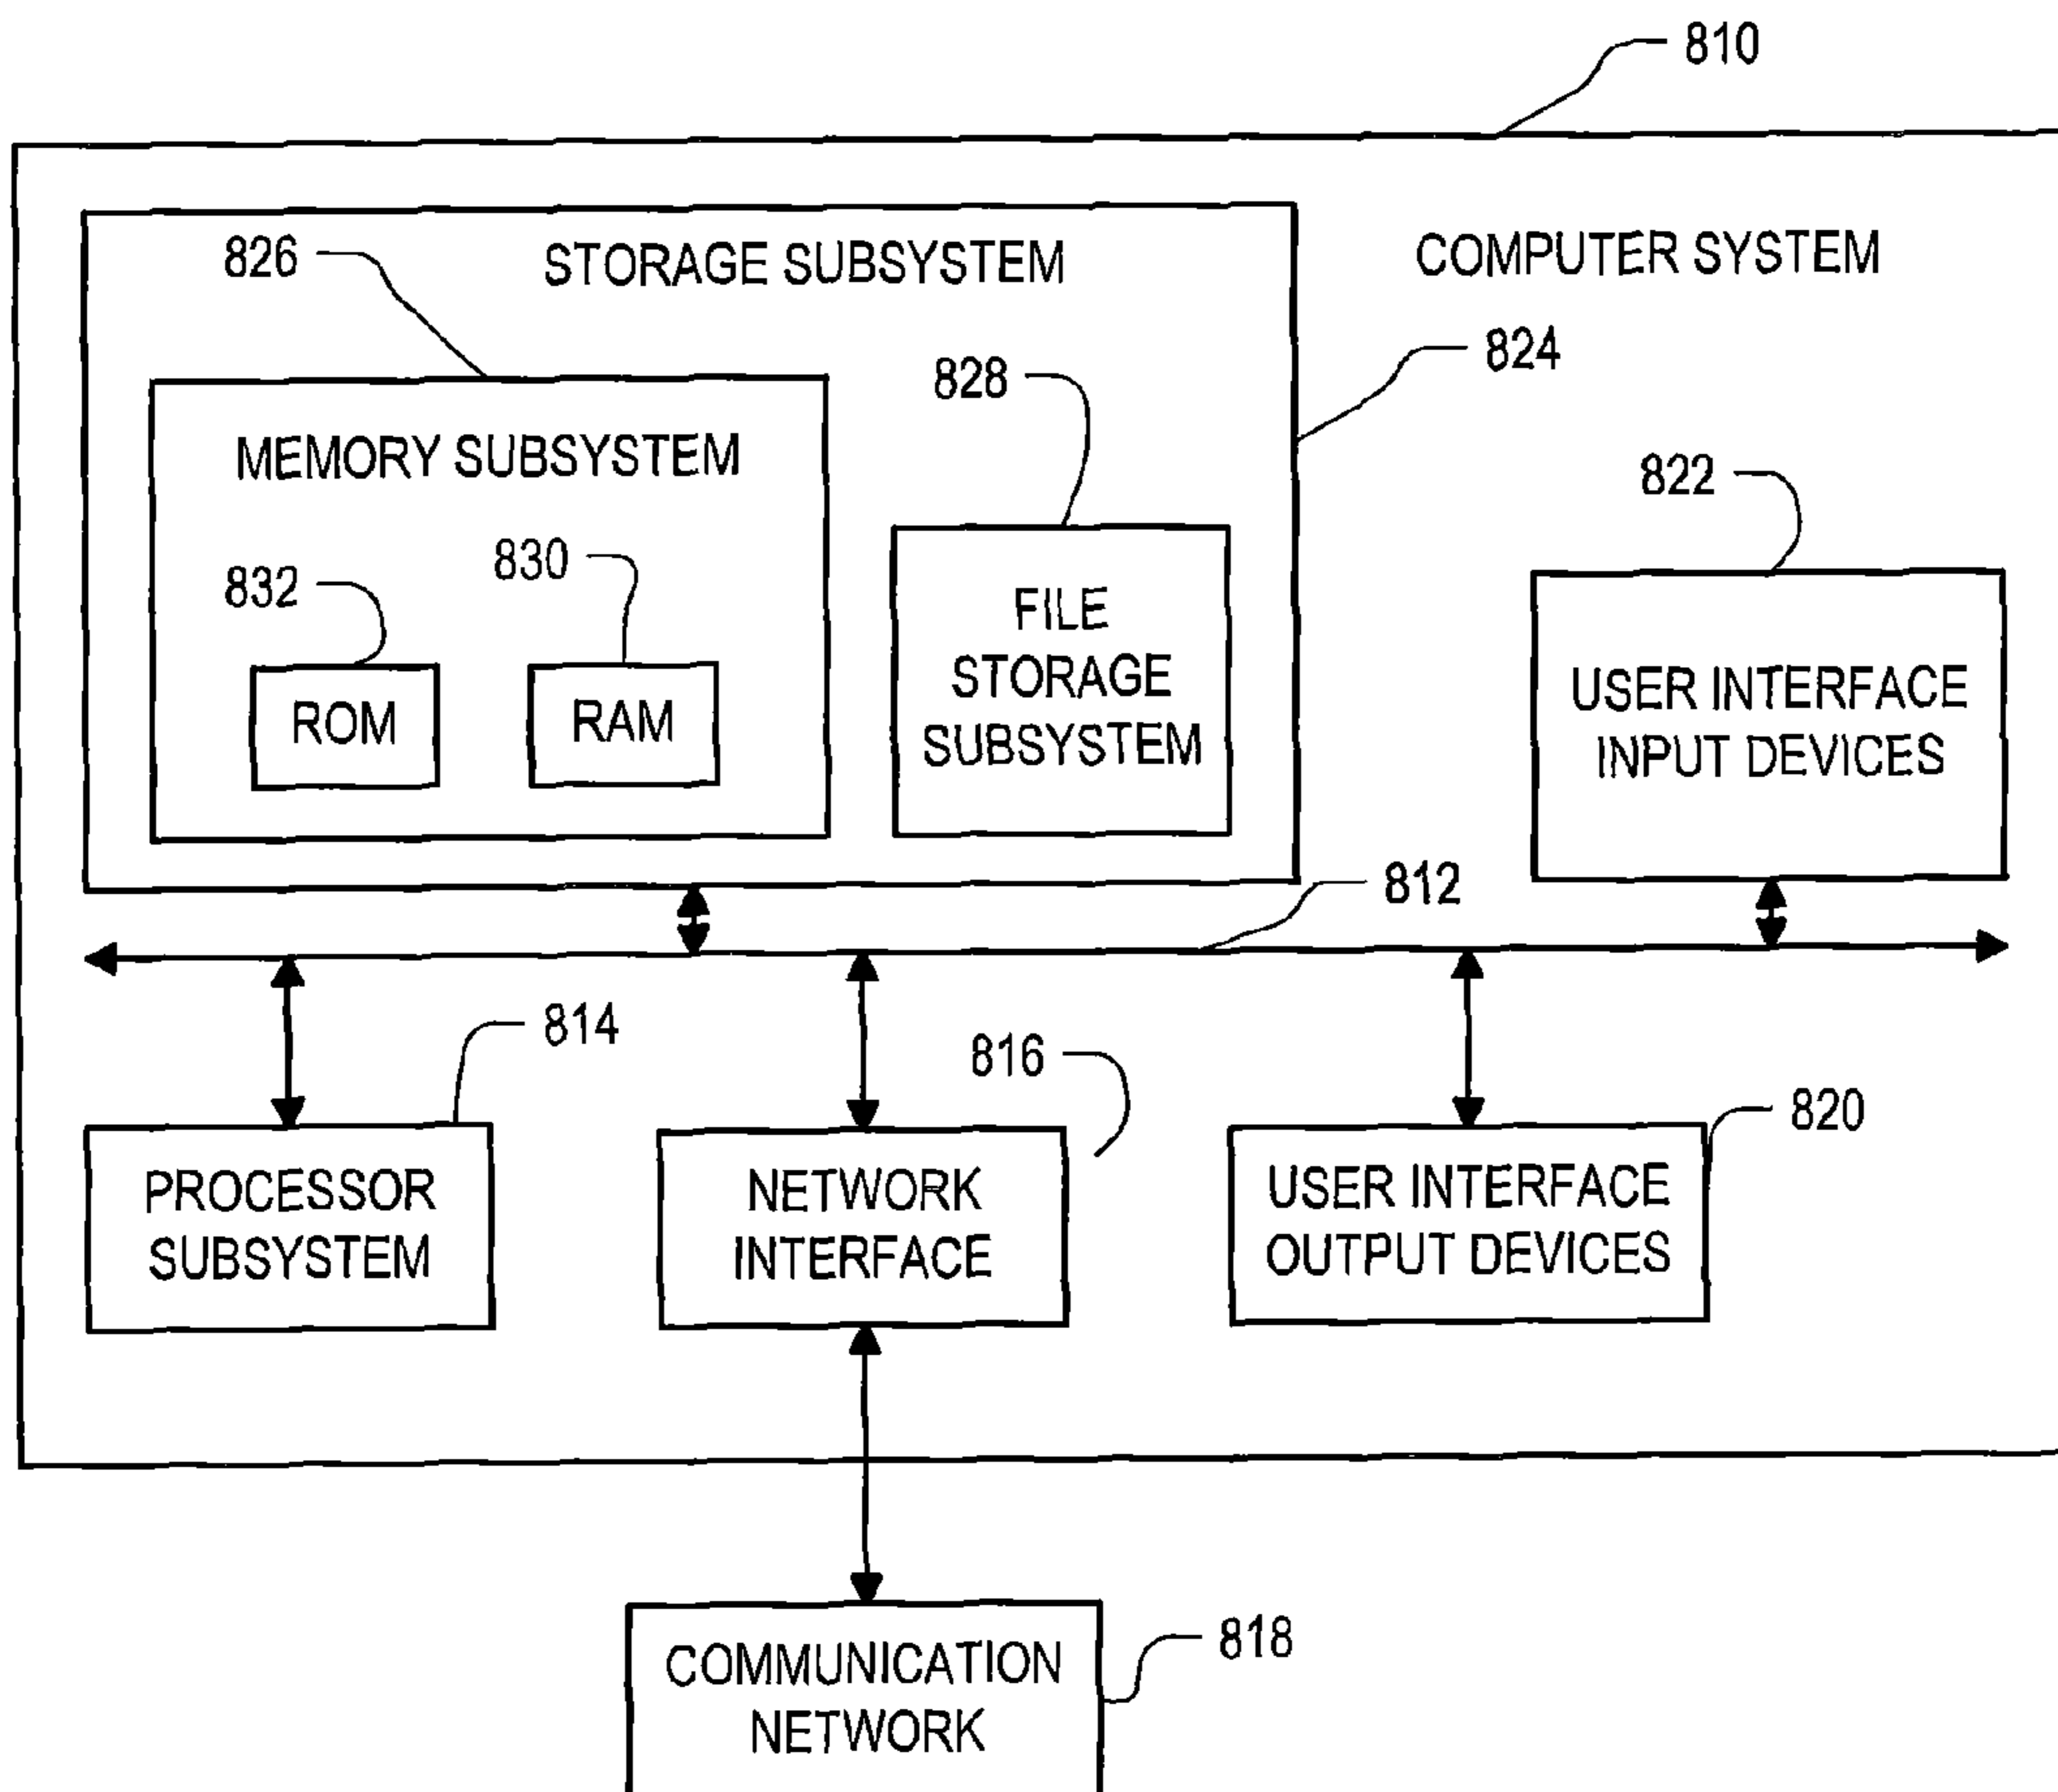 810
826
STORAGE SUBSYSTEM
COMPUTER SYSTEM
824
828
MEMORY SUBSYSTEM
822
830
832
FILE
STORAGE
SUBSYSTEM
ROM
RAM
USER INTERFACE
INPUT DEVICES
812
814
816
820
PROCESSOR
SUBSYSTEM
NETWORK
INTERFACE
USER INTERFACE
OUTPUT DEVICES
818
COMMUNICATION
NETWORK